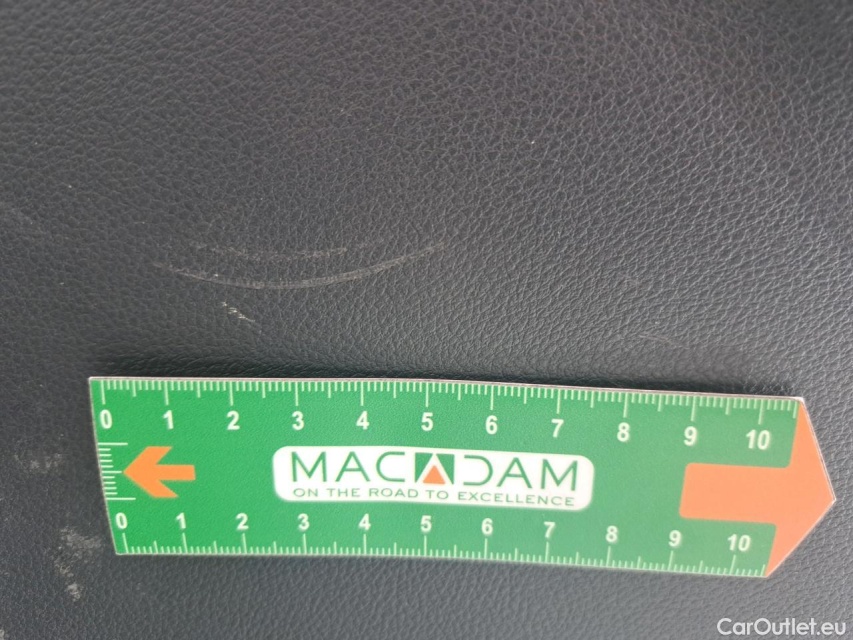 0 1 2 3 4 5 6 7 8 9 10
MACADAM
ON THE ROAD TO EXCELLENCE
0 1 2 3 4 5 6 7 8 9 10
CarOutlet.eu